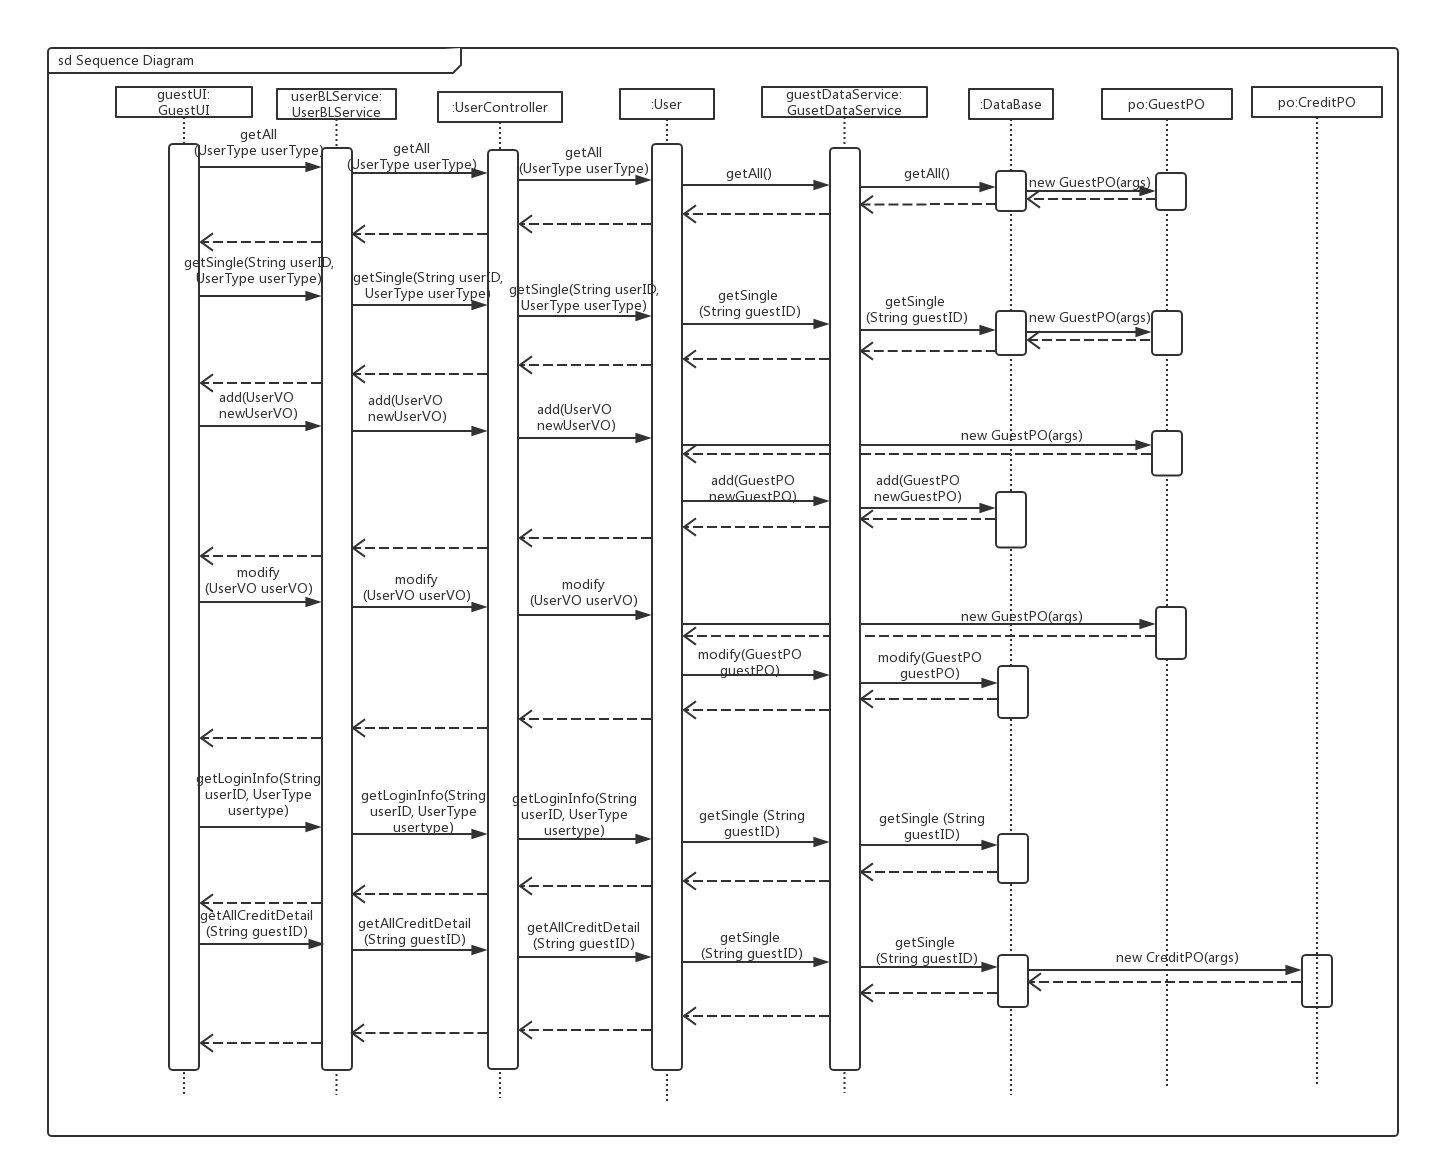 sd Sequence Diagram
guestUI:
GuestUI
userBLService:
UserBLService
:UserController
:User
guestDataService:
GusetDataService
:DataBase
po:GuestPO
po:CreditPO
getAll
(UserType userType)
getAll
(UserType userType)
getAll
(UserType userType)
getAll()
getAll()
new GuestPO(args)
getSingle(String userID,
UserType userType)
getSingle(String userID,
UserType userType)
getSingle(String userID,
UserType userType)
getSingle
(String guestID)
getSingle
(String guestID)
new GuestPO(args)
add(UserVO
newUserVO)
add(UserVO
newUserVO)
add(UserVO
newUserVO)
new GuestPO(args)
add(GuestPO
newGuestPO)
add(GuestPO
newGuestPO)
modify
(UserVO userVO)
modify
(UserVO userVO)
modify
(UserVO userVO)
new GuestPO(args)
modify(GuestPO
guestPO)
modify(GuestPO
guestPO)
getLoginInfo(String
userID, UserType
usertype)
getLoginInfo(String
userID, UserType
usertype)
getLoginInfo(String
userID, UserType
usertype)
getSingle (String
guestID)
getSingle (String
guestID)
getAllCreditDetail
(String guestID)
getAllCreditDetail
(String guestID)
getAllCreditDetail
(String guestID)
getSingle
(String guestID)
getSingle
(String guestID)
new CreditPO(args)